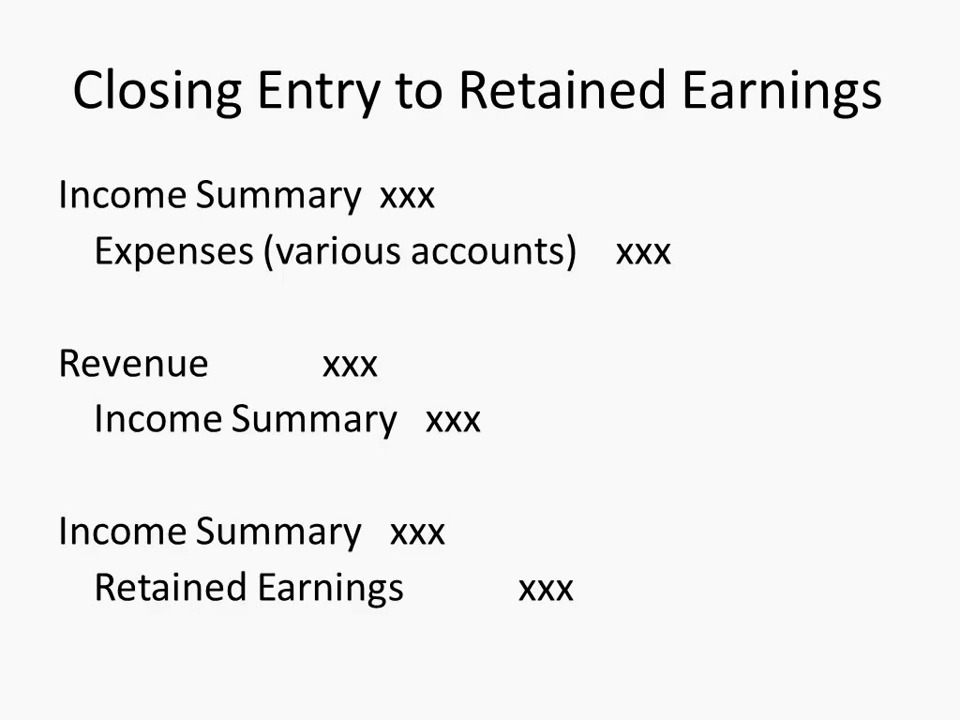 Closing Entry to Retained Earnings
Income Summary xxx
Expenses (various accounts) xxx
Revenue xxx
Income Summary xxx
Income Summary xxx
Retained Earnings xxx